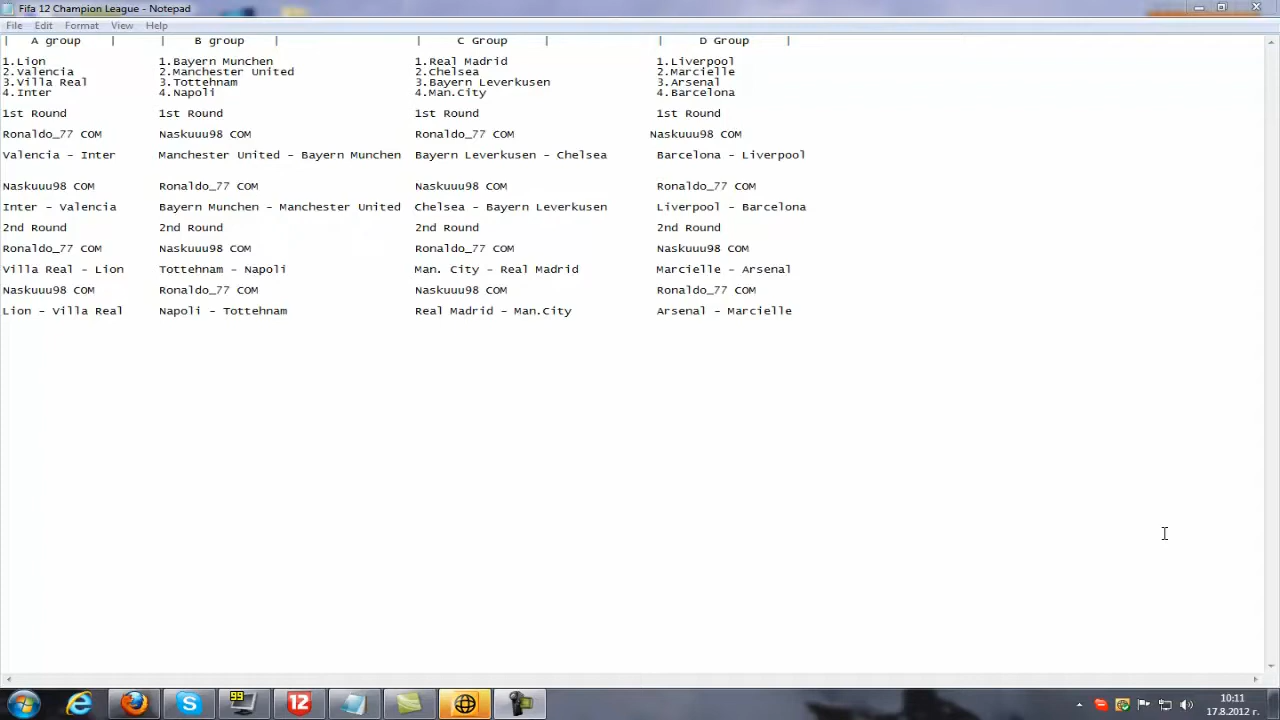 Fifa 12 Champion League - Notepad
File Edit Format View Help
| A group | | B group | | C Group | | D Group |
1.Lion 1.Bayern Munchen 1.Real Madrid 1.Liverpool
2.Valencia 2.Manchester United 2.Chelsea 2.Marcielle
3.Villa Real 3.Tottehnam 3.Bayern Leverkusen 3.Arsenal
4.Inter 4.Napoli 4.Man.City 4.Barcelona
1st Round 1st Round 1st Round 1st Round
Ronaldo_77 COM Naskuuu98 COM Ronaldo_77 COM Naskuuu98 COM
Valencia - Inter Manchester United - Bayern Munchen Bayern Leverkusen - Chelsea Barcelona - Liverpool
Naskuuu98 COM Ronaldo_77 COM Naskuuu98 COM Ronaldo_77 COM
Inter - Valencia Bayern Munchen - Manchester United Chelsea - Bayern Leverkusen Liverpool - Barcelona
2nd Round 2nd Round 2nd Round 2nd Round
Ronaldo_77 COM Naskuuu98 COM Ronaldo_77 COM Naskuuu98 COM
Villa Real - Lion Tottehnam - Napoli Man. City - Real Madrid Marcielle - Arsenal
Naskuuu98 COM Ronaldo_77 COM Naskuuu98 COM Ronaldo_77 COM
Lion - Villa Real Napoli - Tottehnam Real Madrid - Man.City Arsenal - Marcielle
99 12
10:11
17.8.2012 г.